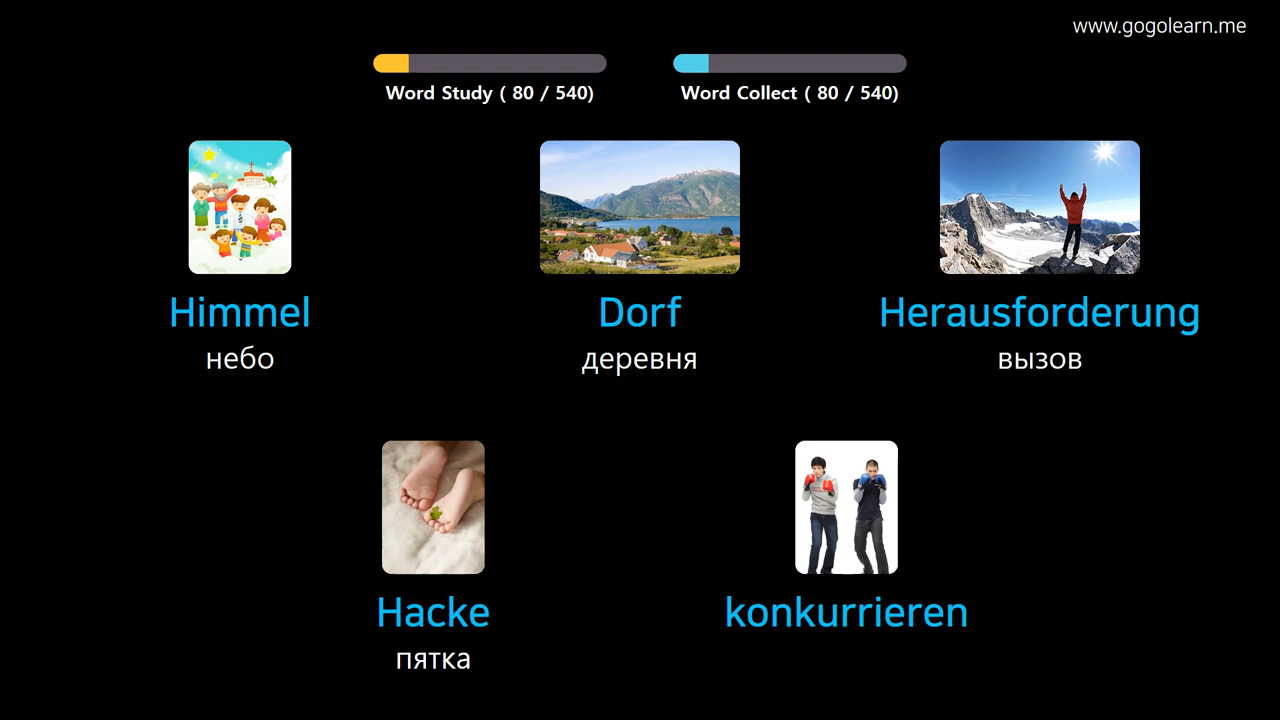 www.gogolearn.me
Word Study ( 80 / 540)
Word Collect ( 80 / 540)
Himmel
небо
Dorf
деревня
Herausforderung
вызов
Hacke
пятка
konkurrieren